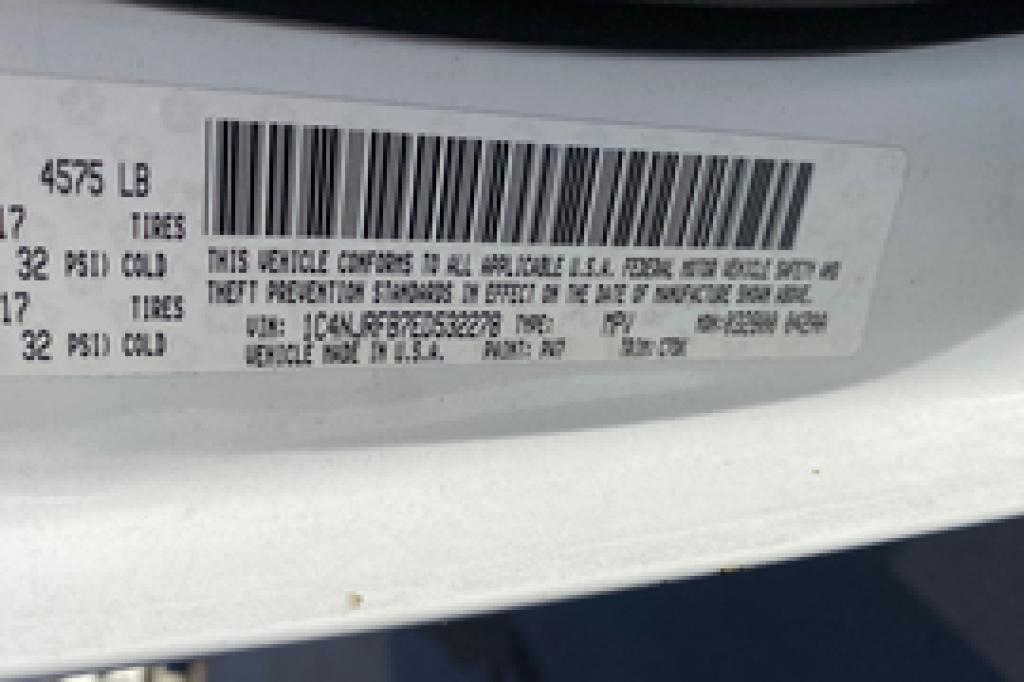 4575 LB
17 TIRES
32 PSI) COLD
17 TIRES
32 PSI) COLD
THIS VEHICLE CONFORMS TO ALL APPLICABLE U.S.A. FEDERAL MOTOR VEHICLE SAFETY AND
THEFT PREVENTION STANDARDS IN EFFECT ON THE DATE OF MANUFACTURE SHOWN ABOVE.
VIN: 1C4NJRFB7ED532278 TYPE: MPV
VEHICLE MADE IN U.S.A. PAINT: PW7 TRIM: